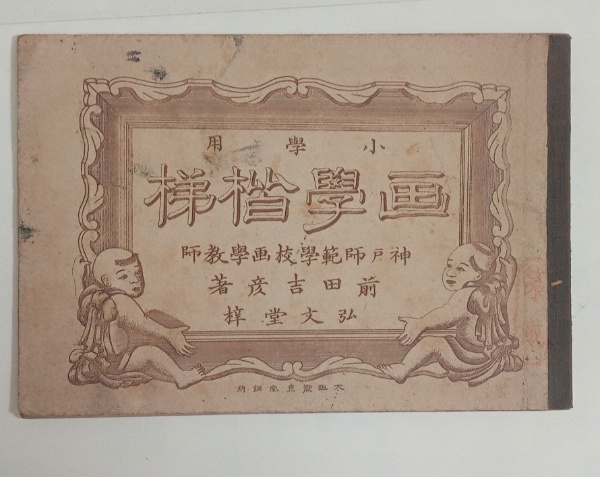 小學用
画學楷梯
神戸師範學校画學教師
前田吉彦著
弘文堂梓